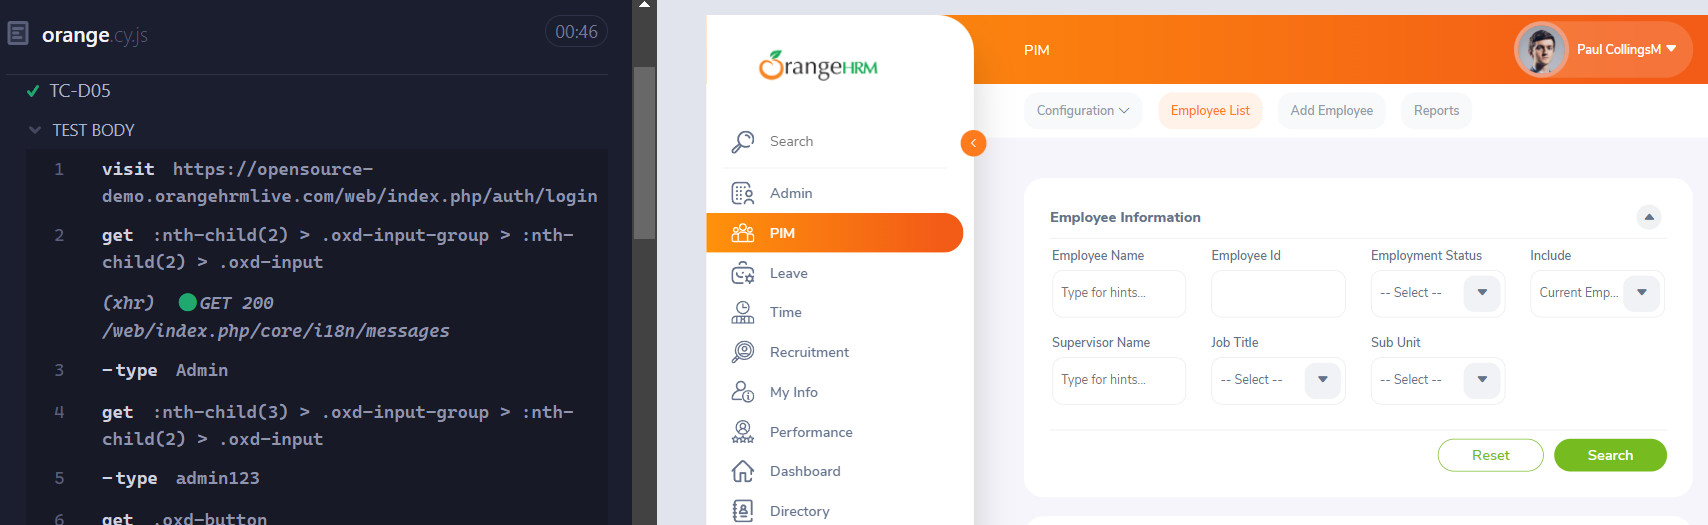 orange.cy.js
00:46
TC-D05
TEST BODY
1 visit https://opensource-
demo.orangehrmlive.com/web/index.php/auth/login
2 get :nth-child(2) > .oxd-input-group > :nth-
child(2) > .oxd-input
(xhr) GET 200
/web/index.php/core/i18n/messages
3 -type Admin
4 get :nth-child(3) > .oxd-input-group > :nth-
child(2) > .oxd-input
5 -type admin123
6 get .oxd-button
OrangeHRM
Search
Admin
PIM
Leave
Time
Recruitment
My Info
Performance
Dashboard
Directory
PIM
Paul CollingsM
Configuration Employee List Add Employee Reports
Employee Information
Employee Name Employee Id Employment Status Include
Type for hints... -- Select -- Current Emp...
Supervisor Name Job Title Sub Unit
Type for hints... -- Select -- -- Select --
Reset Search